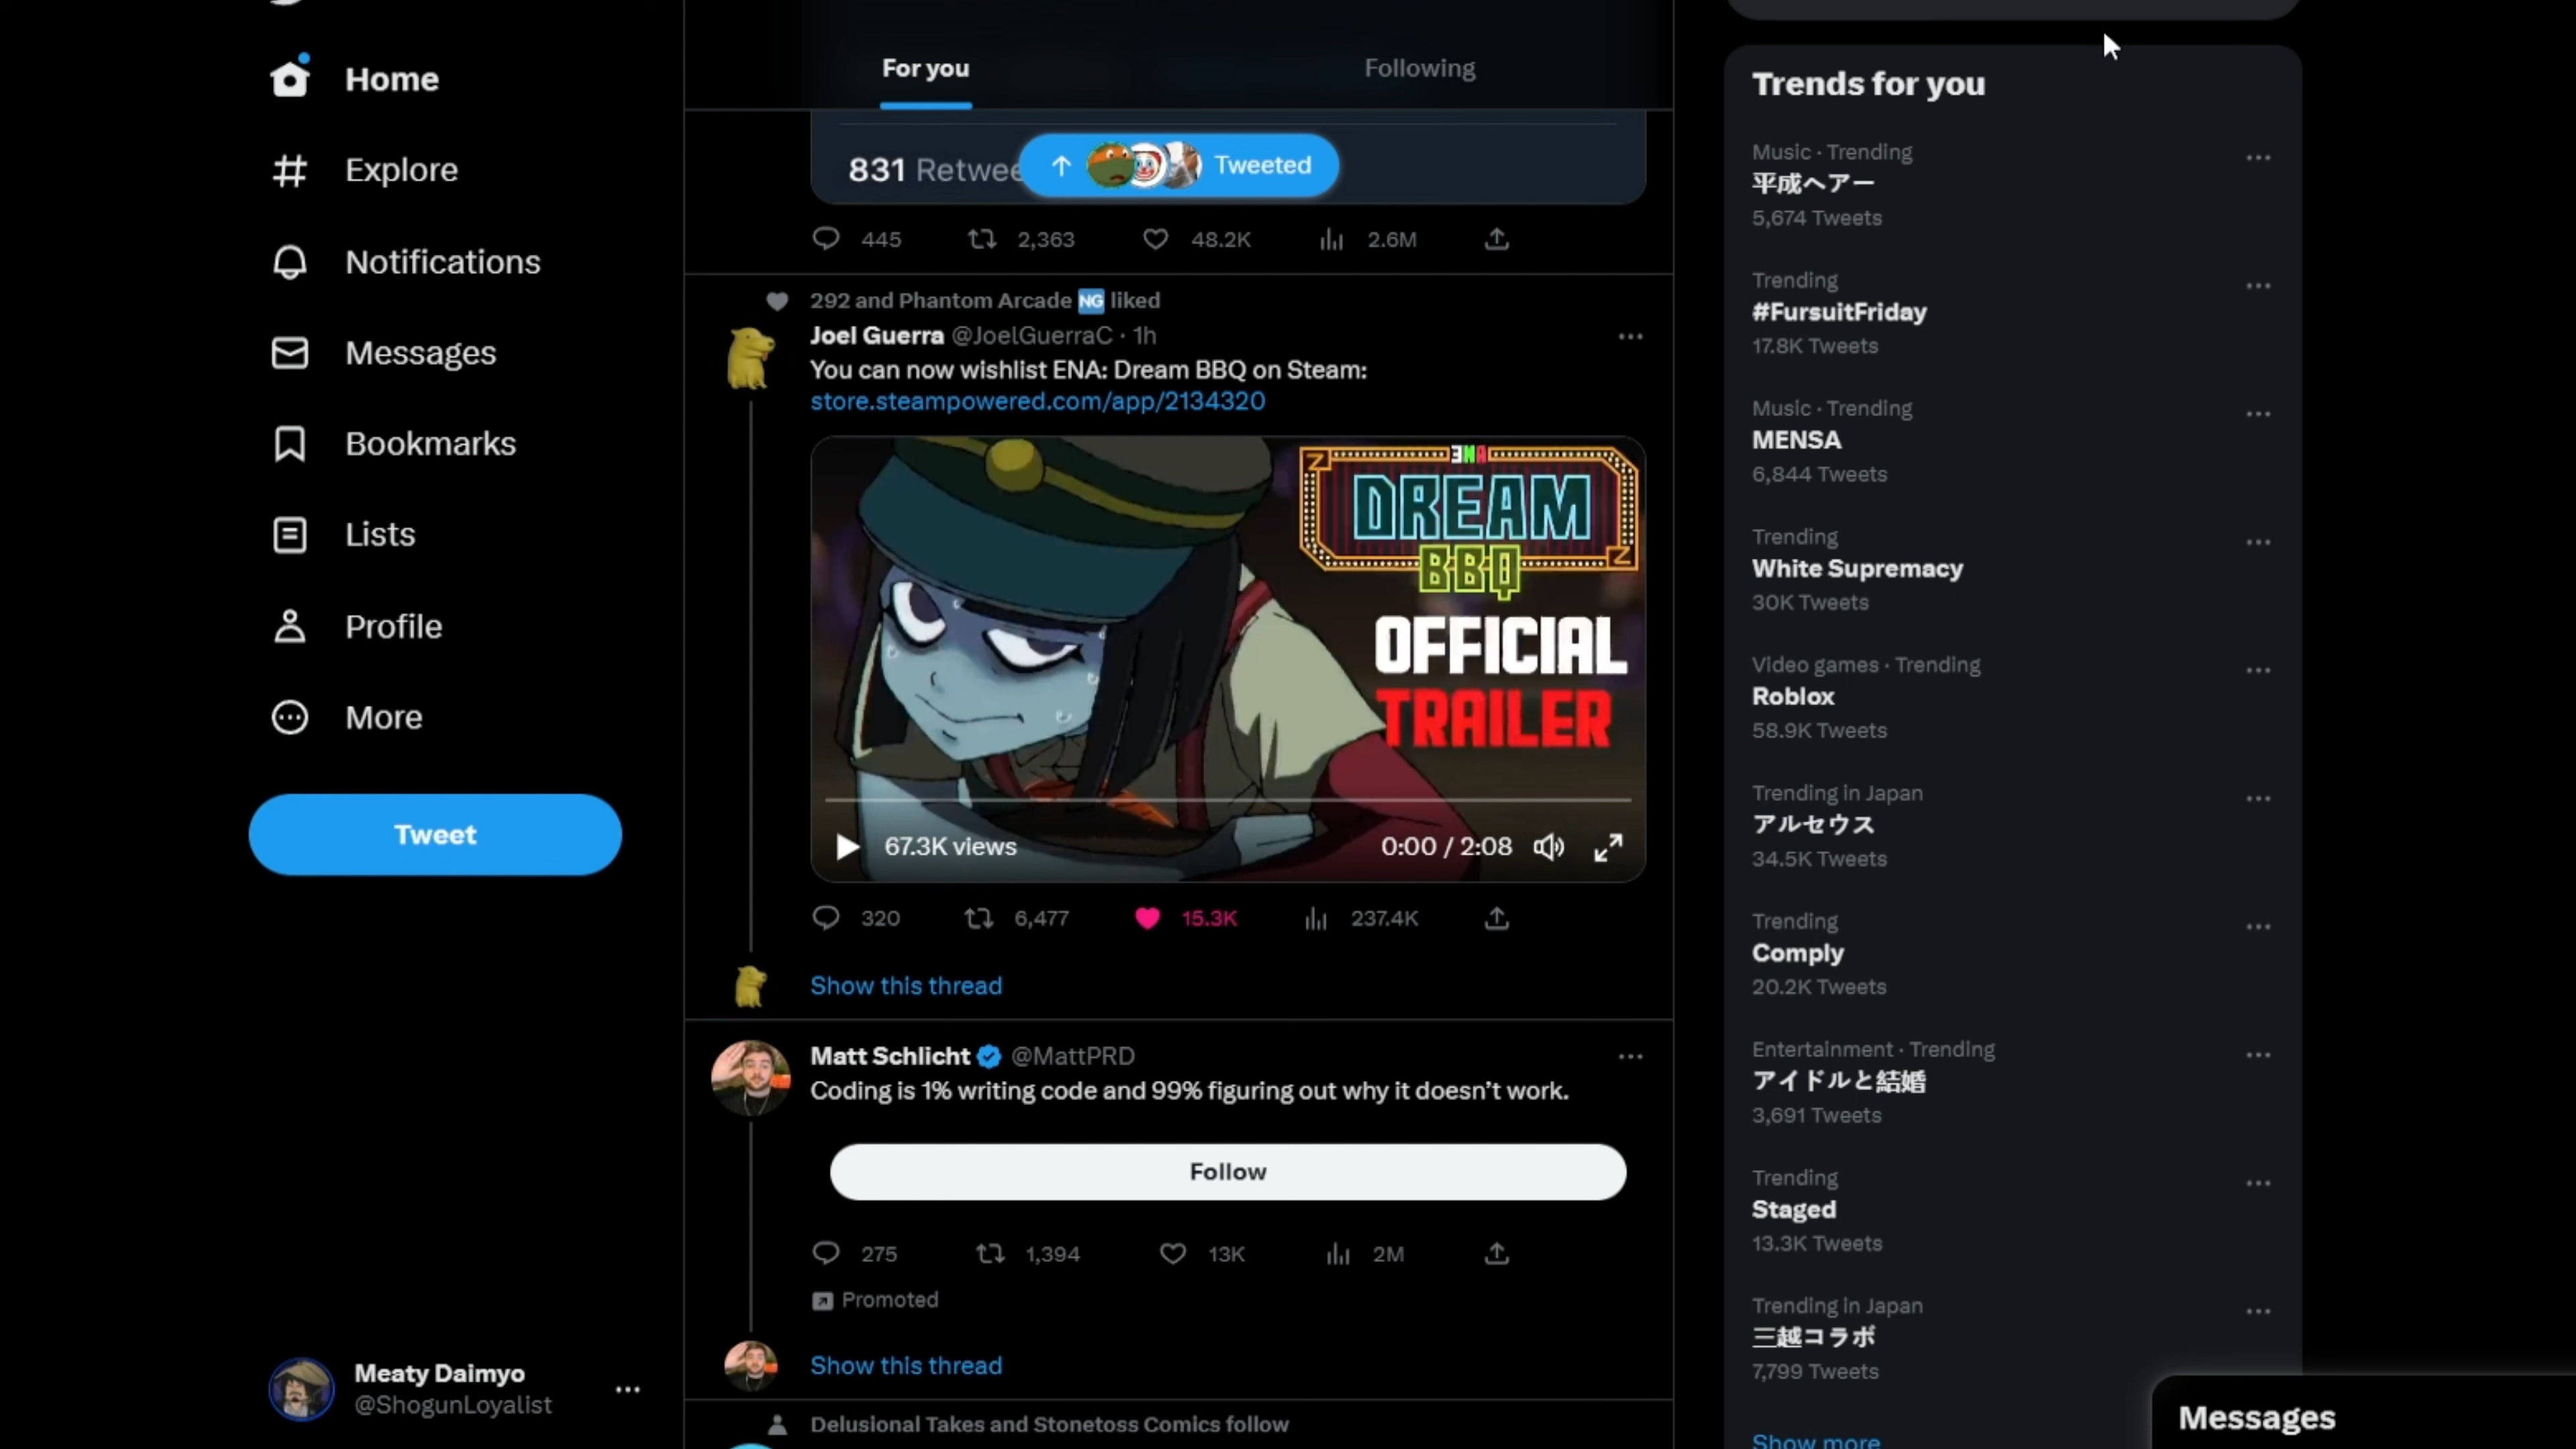 Home
Explore
Notifications
Messages
Bookmarks
Lists
Profile
More
Tweet
Meaty Daimyo
@ShogunLoyalist
For you
Following
831
Tweeted
445 2,363 48.2K 2.6M
292 and Phantom Arcade NG liked
Joel Guerra @JoelGuerraC · 1h
You can now wishlist ENA: Dream BBQ on Steam:
store.steampowered.com/app/2134320
ENA
DREAM
BBQ
OFFICIAL
TRAILER
67.3K views
0:00 / 2:08
320 6,477 15.3K 237.4K
Show this thread
Matt Schlicht @MattPRD
Coding is 1% writing code and 99% figuring out why it doesn't work.
Follow
275 1,394 13K 2M
Promoted
Show this thread
Delusional Takes and Stonetoss Comics follow
Trends for you
Music · Trending
平成ヘアー
5,674 Tweets
Trending
#FursuitFriday
17.8K Tweets
Music · Trending
MENSA
6,844 Tweets
Trending
White Supremacy
30K Tweets
Video games · Trending
Roblox
58.9K Tweets
Trending in Japan
アルセウス
34.5K Tweets
Trending
Comply
20.2K Tweets
Entertainment · Trending
アイドルと結婚
3,691 Tweets
Trending
Staged
13.3K Tweets
Trending in Japan
三越コラボ
7,799 Tweets
Show more
Messages